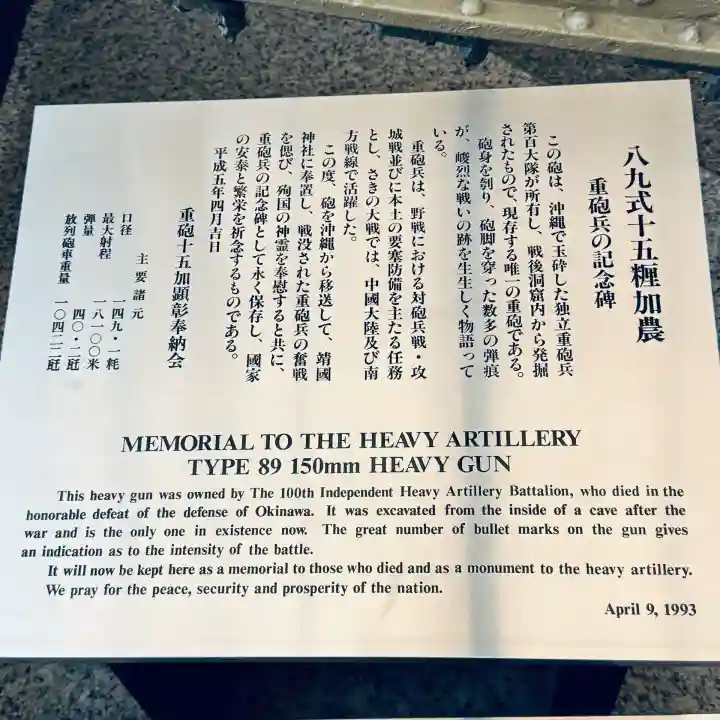 八九式十五糎加農
重砲兵の記念碑
この砲は、沖縄で玉砕した独立重砲兵
第百大隊が所有し、戦後洞窟内から発掘
されたもので、現存する唯一の重砲である。
砲身を刳り、砲脚を穿った数多の弾痕
が、峻烈な戦いの跡を生生しく物語って
いる。
重砲兵は、野戦における対砲兵戦・攻
城戦並びに本土の要塞防備を主たる任務
とし、さきの大戦では、中國大陸及び南
方戦線で活躍した。
この度、砲を沖縄から移送して、靖國
神社に奉置し、戦没された重砲兵の奮戦
を偲び、殉国の神霊を奉慰すると共に、
重砲兵の記念碑として永く保存し、國家
の安泰と繁栄を祈念するものである。
平成五年四月吉日
重砲十五加顕彰奉納会
主要諸元
口径 一四九・一粍
最大射程 一八一〇〇米
弾量 四〇・二瓩
放列砲車重量 一〇四二二瓩
MEMORIAL TO THE HEAVY ARTILLERY
TYPE 89 150mm HEAVY GUN
This heavy gun was owned by The 100th Independent Heavy Artillery Battalion, who died in the
honorable defeat of the defense of Okinawa. It was excavated from the inside of a cave after the
war and is the only one in existence now. The great number of bullet marks on the gun gives
an indication as to the intensity of the battle.
It will now be kept here as a memorial to those who died and as a monument to the heavy artillery.
We pray for the peace, security and prosperity of the nation.
April 9, 1993